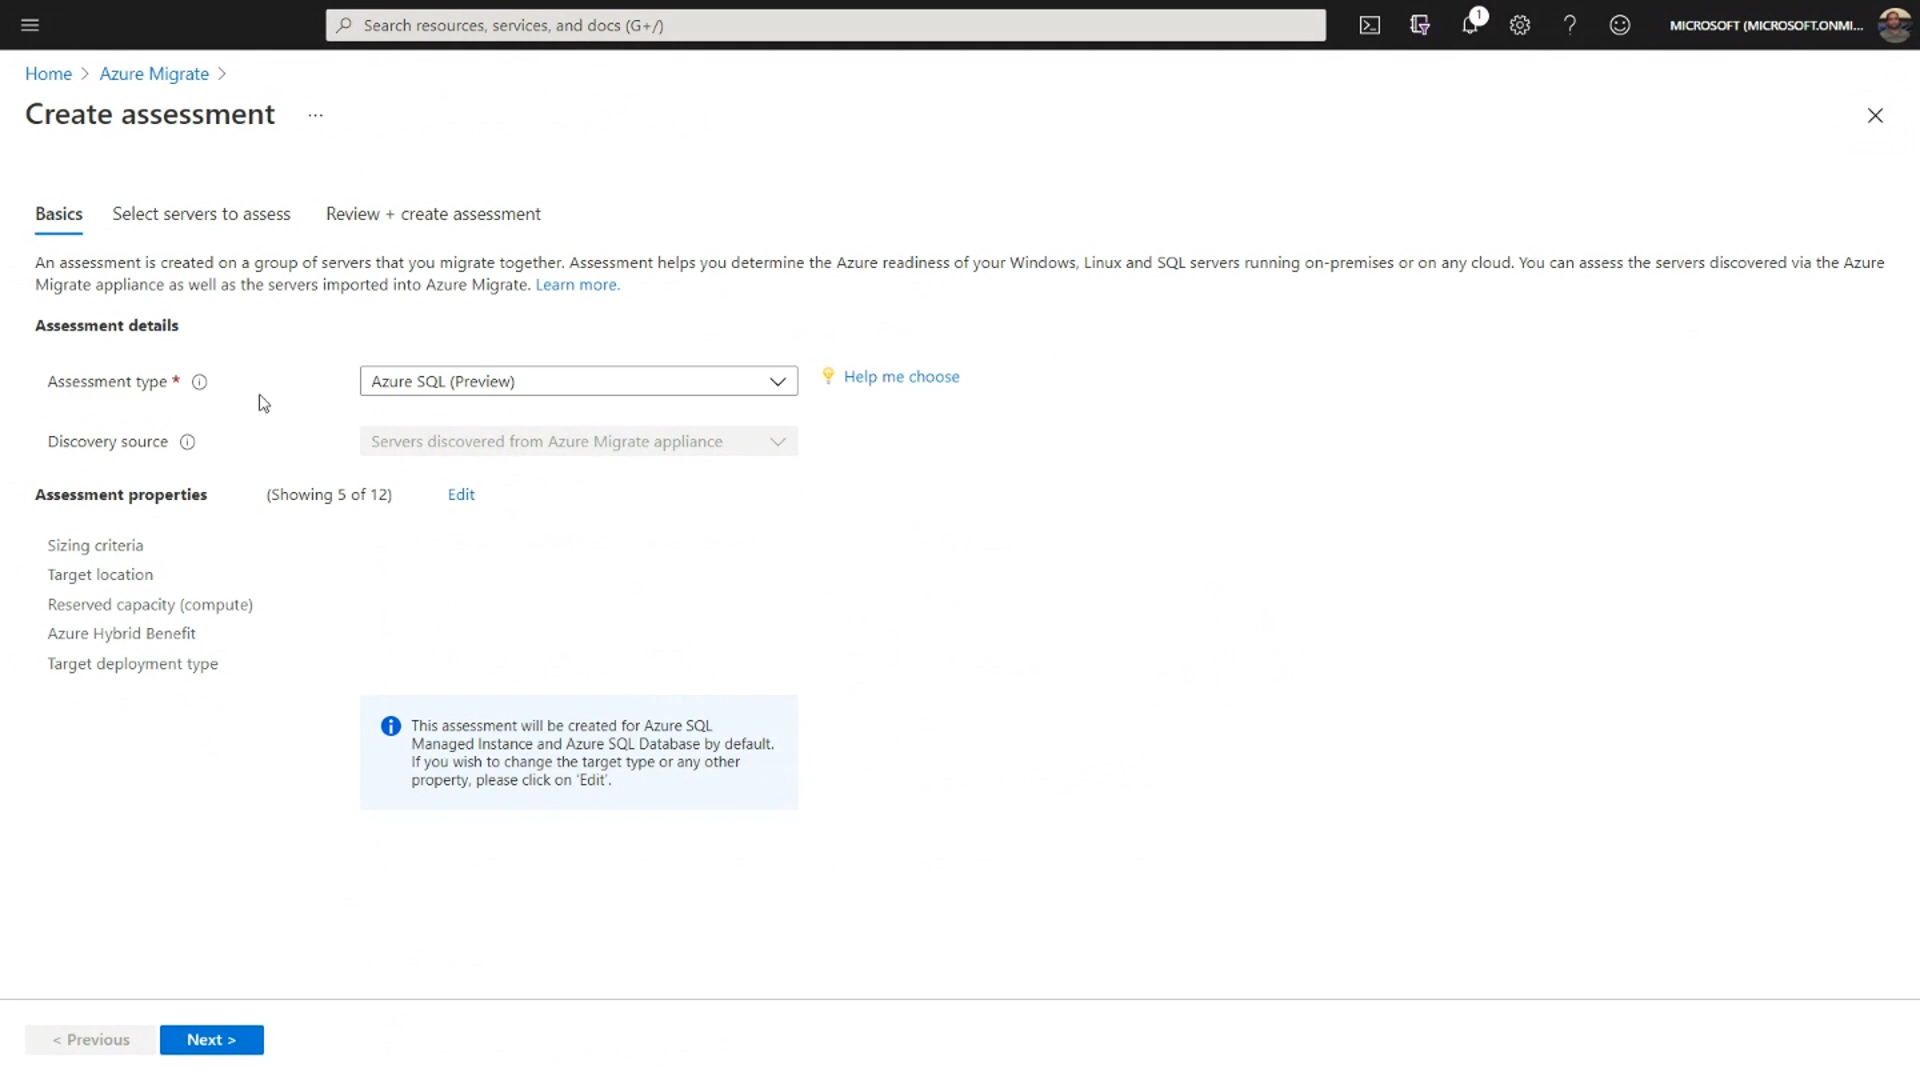 Search resources, services, and docs (G+/)
1
MICROSOFT (MICROSOFT.ONMI...
Home > Azure Migrate >
Create assessment ...
Basics Select servers to assess Review + create assessment
An assessment is created on a group of servers that you migrate together. Assessment helps you determine the Azure readiness of your Windows, Linux and SQL servers running on-premises or on any cloud. You can assess the servers discovered via the Azure
Migrate appliance as well as the servers imported into Azure Migrate. Learn more.
Assessment details
Assessment type * Azure SQL (Preview) Help me choose
Discovery source Servers discovered from Azure Migrate appliance
Assessment properties (Showing 5 of 12) Edit
Sizing criteria
Target location
Reserved capacity (compute)
Azure Hybrid Benefit
Target deployment type
This assessment will be created for Azure SQL
Managed Instance and Azure SQL Database by default.
If you wish to change the target type or any other
property, please click on 'Edit'.
< Previous Next >